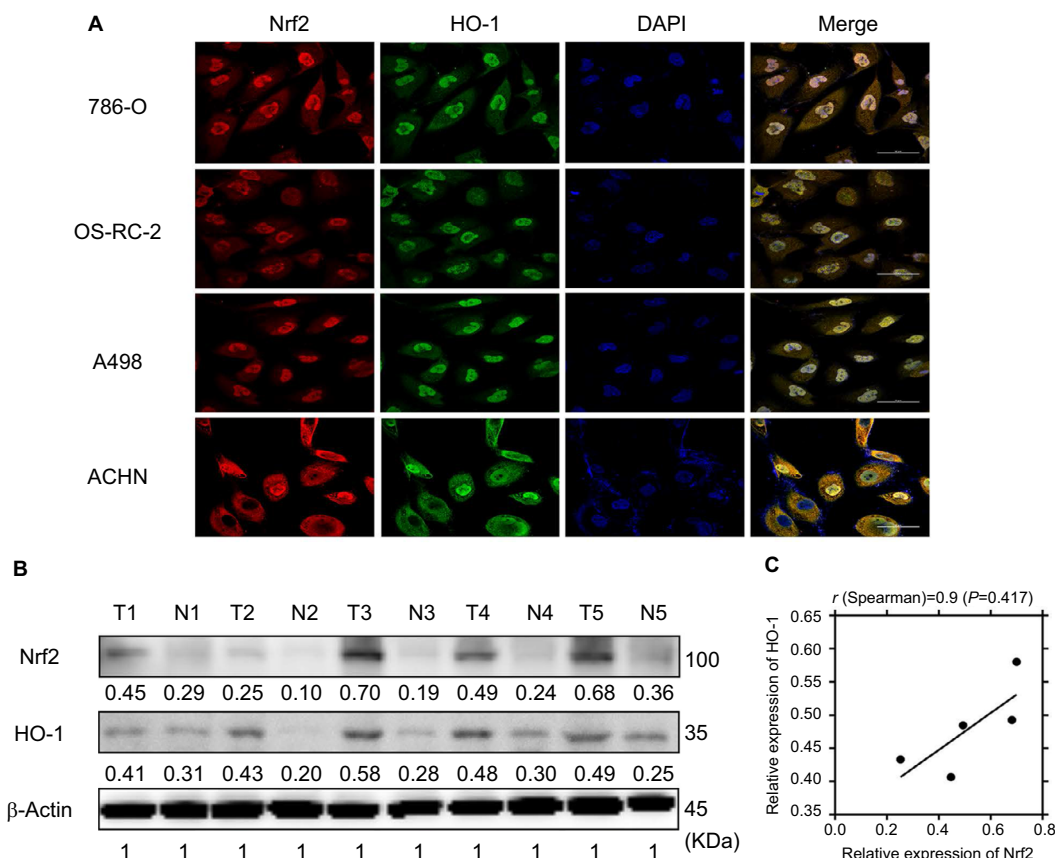 A
Nrf2 HO-1 DAPI Merge
786-O
OS-RC-2
A498
ACHN
B
T1 N1 T2 N2 T3 N3 T4 N4 T5 N5
Nrf2 100
0.45 0.29 0.25 0.10 0.70 0.19 0.49 0.24 0.68 0.36
HO-1 35
0.41 0.31 0.43 0.20 0.58 0.28 0.48 0.30 0.49 0.25
β-Actin 45
(KDa)
1 1 1 1 1 1 1 1 1 1
C
r (Spearman)=0.9 (P=0.417)
Relative expression of HO-1
0.65
0.60
0.55
0.50
0.45
0.40
0.35
0.0 0.2 0.4 0.6 0.8
Relative expression of Nrf2